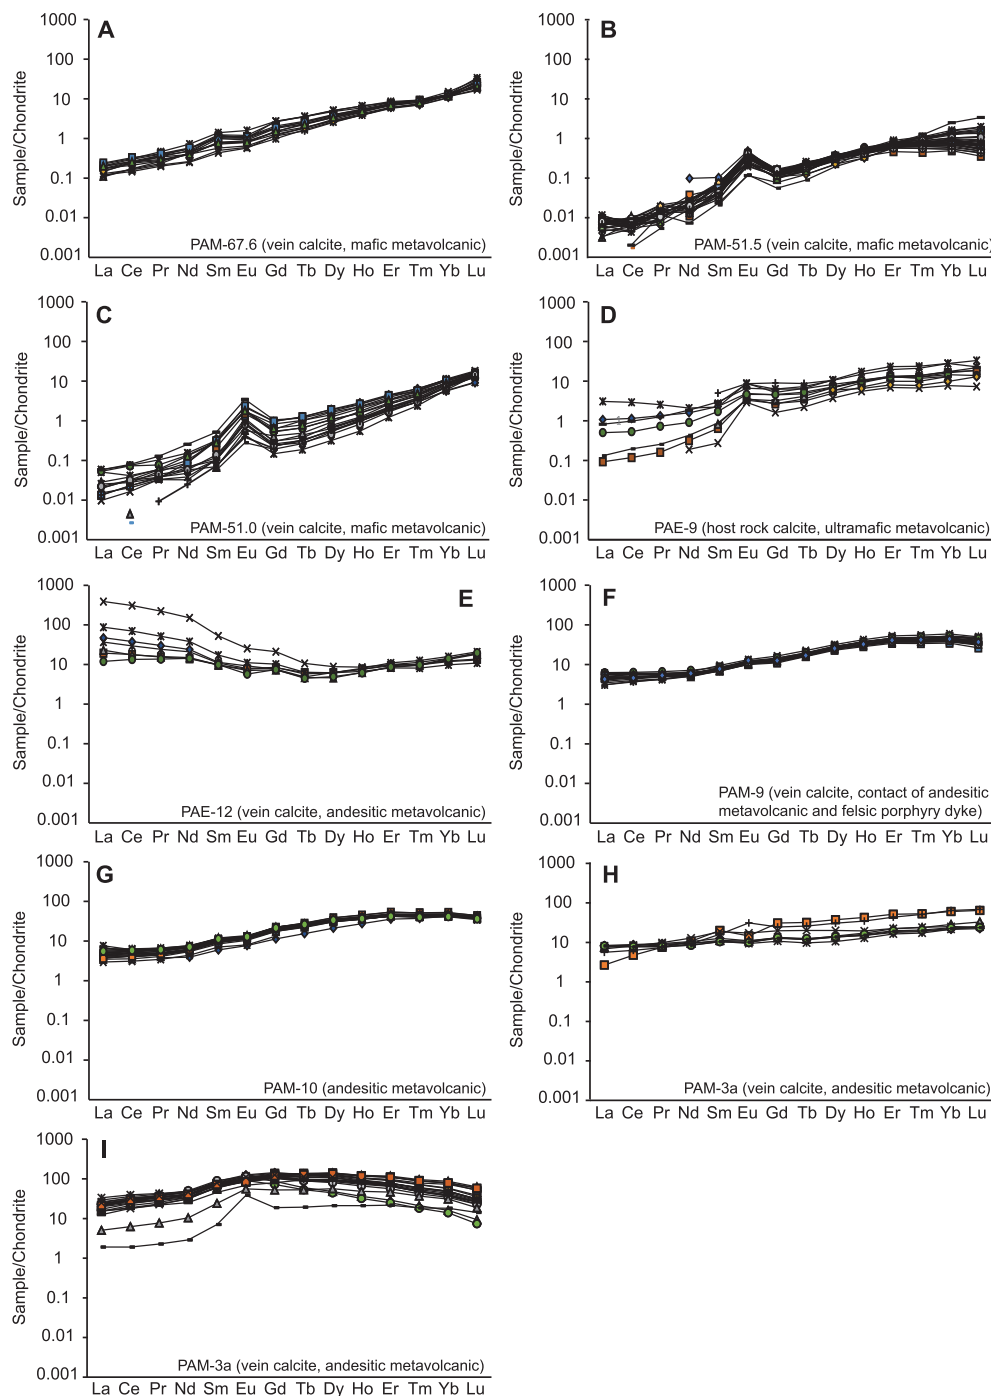 A
Sample/Chondrite
1000
100
10
1
0.1
0.01
0.001
PAM-67.6 (vein calcite, mafic metavolcanic)
La Ce Pr Nd Sm Eu Gd Tb Dy Ho Er Tm Yb Lu
B
Sample/Chondrite
1000
100
10
1
0.1
0.01
0.001
PAM-51.5 (vein calcite, mafic metavolcanic)
La Ce Pr Nd Sm Eu Gd Tb Dy Ho Er Tm Yb Lu
C
Sample/Chondrite
1000
100
10
1
0.1
0.01
0.001
PAM-51.0 (vein calcite, mafic metavolcanic)
La Ce Pr Nd Sm Eu Gd Tb Dy Ho Er Tm Yb Lu
D
Sample/Chondrite
1000
100
10
1
0.1
0.01
0.001
PAE-9 (host rock calcite, ultramafic metavolcanic)
La Ce Pr Nd Sm Eu Gd Tb Dy Ho Er Tm Yb Lu
E
Sample/Chondrite
1000
100
10
1
0.1
0.01
0.001
PAE-12 (vein calcite, andesitic metavolcanic)
La Ce Pr Nd Sm Eu Gd Tb Dy Ho Er Tm Yb Lu
F
Sample/Chondrite
1000
100
10
1
0.1
0.01
0.001
PAM-9 (vein calcite, contact of andesitic
metavolcanic and felsic porphyry dyke)
La Ce Pr Nd Sm Eu Gd Tb Dy Ho Er Tm Yb Lu
G
Sample/Chondrite
1000
100
10
1
0.1
0.01
0.001
PAM-10 (andesitic metavolcanic)
La Ce Pr Nd Sm Eu Gd Tb Dy Ho Er Tm Yb Lu
H
Sample/Chondrite
1000
100
10
1
0.1
0.01
0.001
PAM-3a (vein calcite, andesitic metavolcanic)
La Ce Pr Nd Sm Eu Gd Tb Dy Ho Er Tm Yb Lu
I
Sample/Chondrite
1000
100
10
1
0.1
0.01
0.001
PAM-3a (vein calcite, andesitic metavolcanic)
La Ce Pr Nd Sm Eu Gd Tb Dy Ho Er Tm Yb Lu